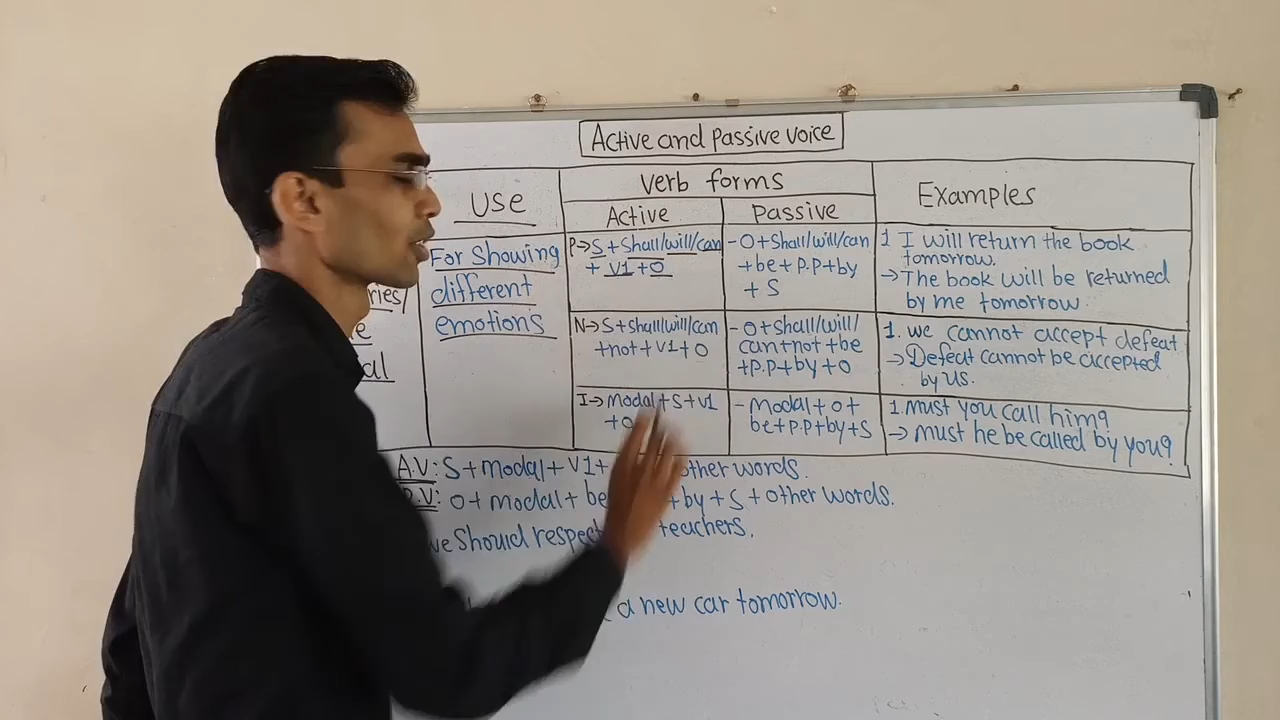 Active and passive voice
USE
verb forms
Active
passive
Examples
ries/
e
al
For Showing
different
emotions
P→S+Shall/will/can
+ V1+O
-O+Shall/will/can
+be+P.P+by
+ S
1 I will return the book
tomorrow.
→The book will be returned
by me tomorrow.
N→S+Shall/will/can
+not+V1+O
-O+Shall/will/
can+not+be
+P.P+by+O
1. we cannot accept defeat
→Defeat cannot be accepted
by us.
I→Modal+S+V1
+O
-Modal+O+
be+P.P+by+S
1. Must you call him?
→ Must he be called by you?
A.V: S+modal+V1+ other words.
P.V: O+modal+be +by+S+other words.
we Should respect teachers.
a new car tomorrow.